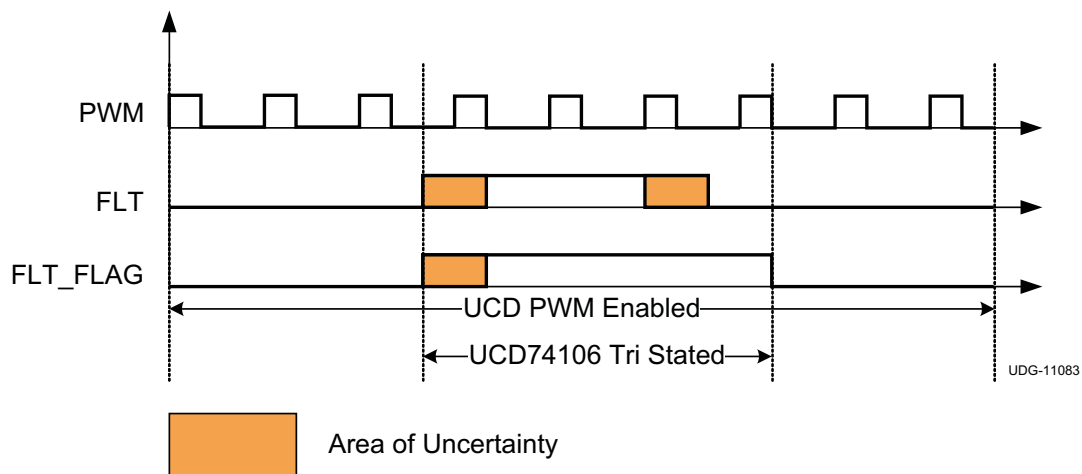 PWM
FLT
FLT_FLAG
UCD PWM Enabled
UCD74106 Tri Stated
UDG-11083
Area of Uncertainty